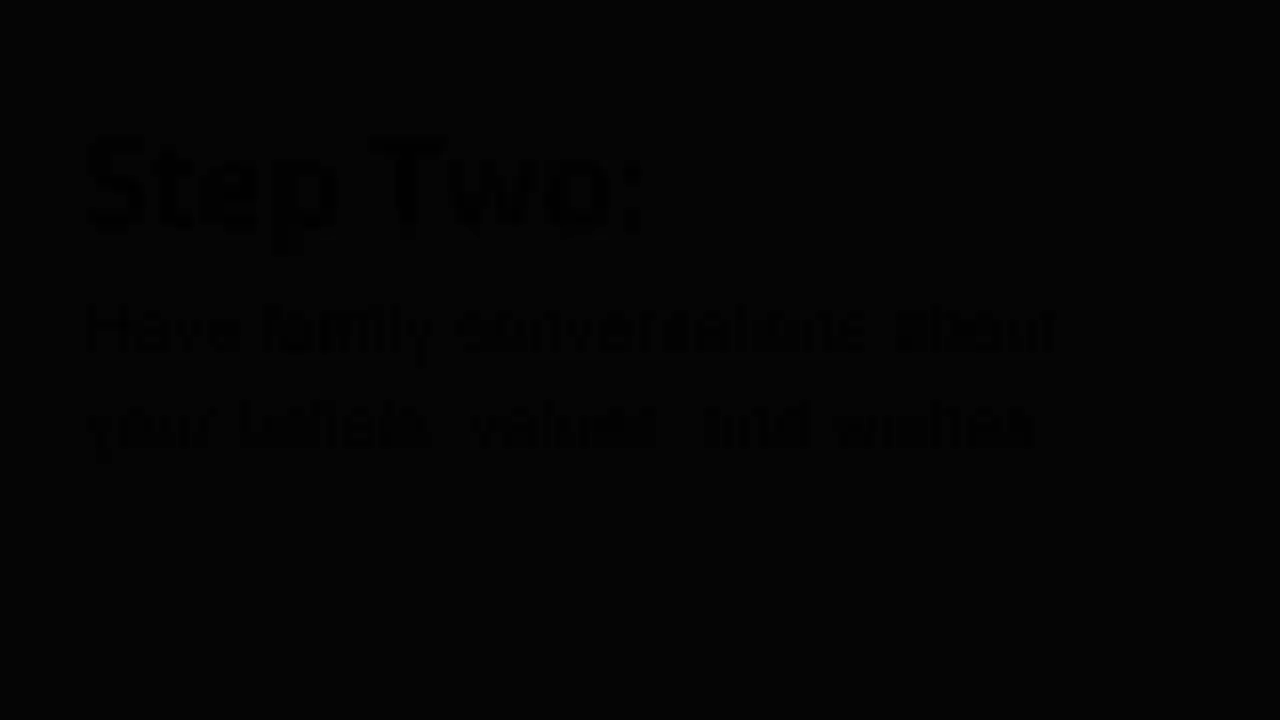 Step Two:
Have family conversations about
your beliefs, values, and wishes